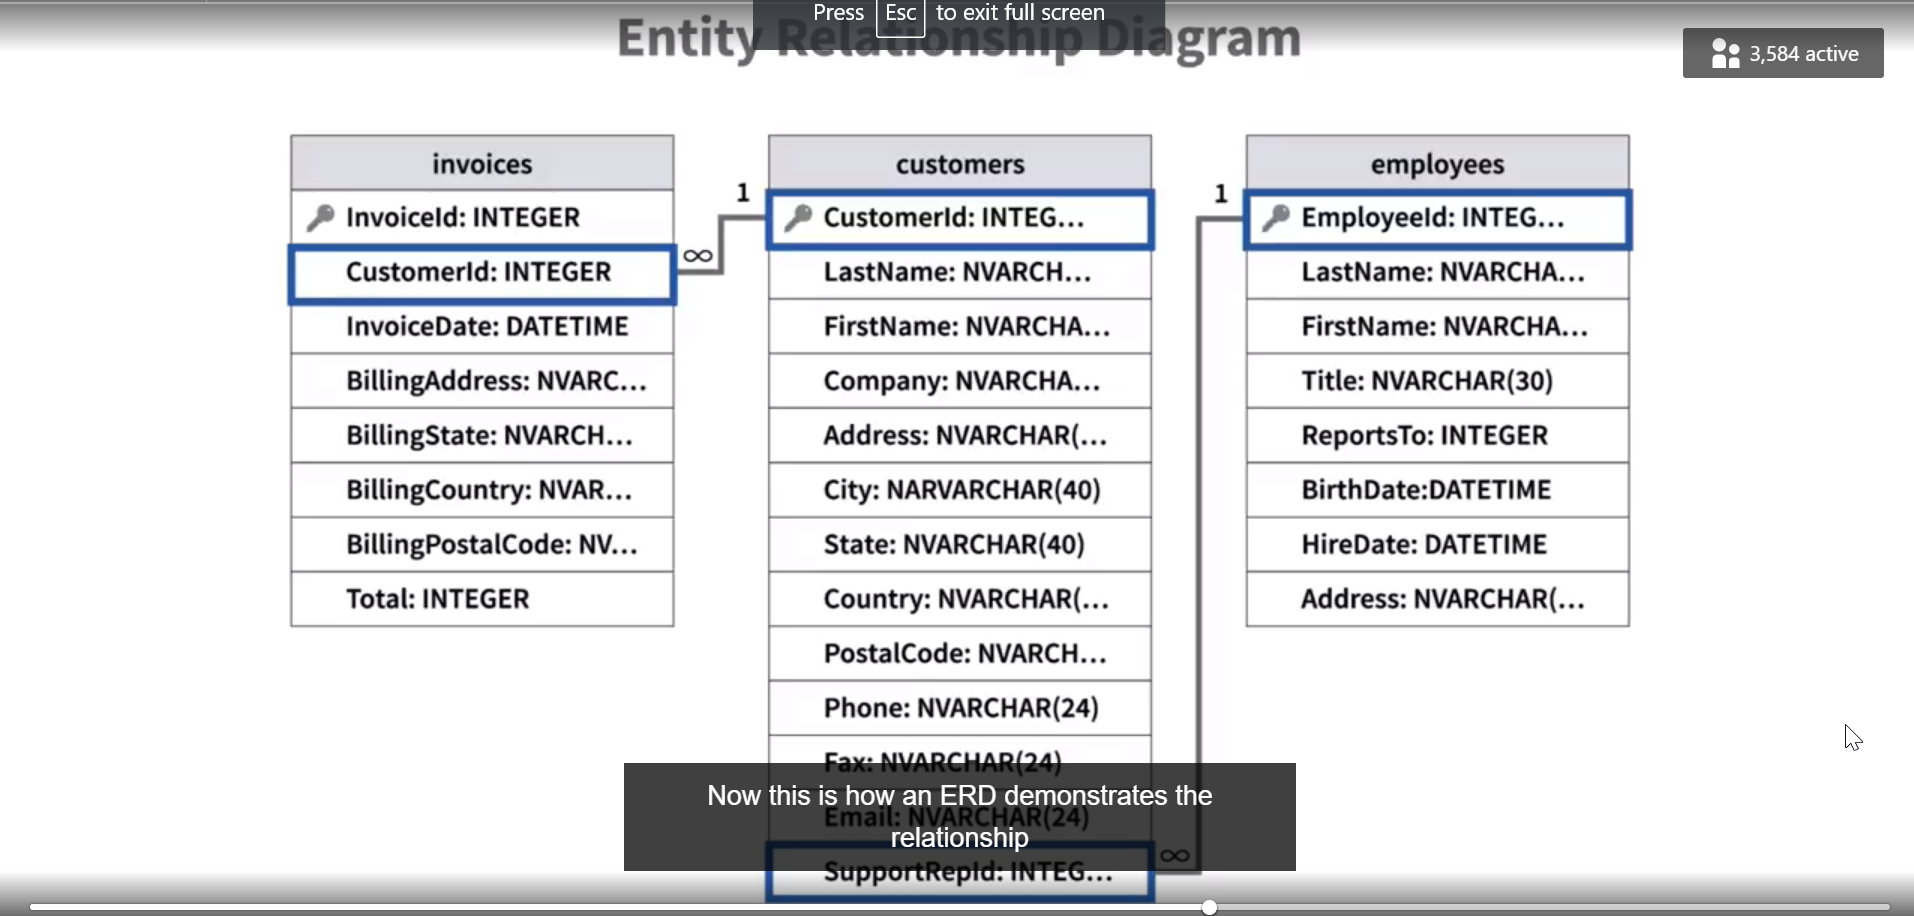 Press Esc to exit full screen
Entity Relationship Diagram
3,584 active
invoices
InvoiceId: INTEGER
CustomerId: INTEGER
InvoiceDate: DATETIME
BillingAddress: NVARC...
BillingState: NVARCH...
BillingCountry: NVAR...
BillingPostalCode: NV...
Total: INTEGER
∞
1
customers
CustomerId: INTEG...
LastName: NVARCH...
FirstName: NVARCHA...
Company: NVARCHA...
Address: NVARCHAR(...
City: NARVARCHAR(40)
State: NVARCHAR(40)
Country: NVARCHAR(...
PostalCode: NVARCH...
Phone: NVARCHAR(24)
Fax: NVARCHAR(24)
Email: NVARCHAR(24)
SupportRepId: INTEG...
∞
1
employees
EmployeeId: INTEG...
LastName: NVARCHA...
FirstName: NVARCHA...
Title: NVARCHAR(30)
ReportsTo: INTEGER
BirthDate:DATETIME
HireDate: DATETIME
Address: NVARCHAR(...
Now this is how an ERD demonstrates the
relationship